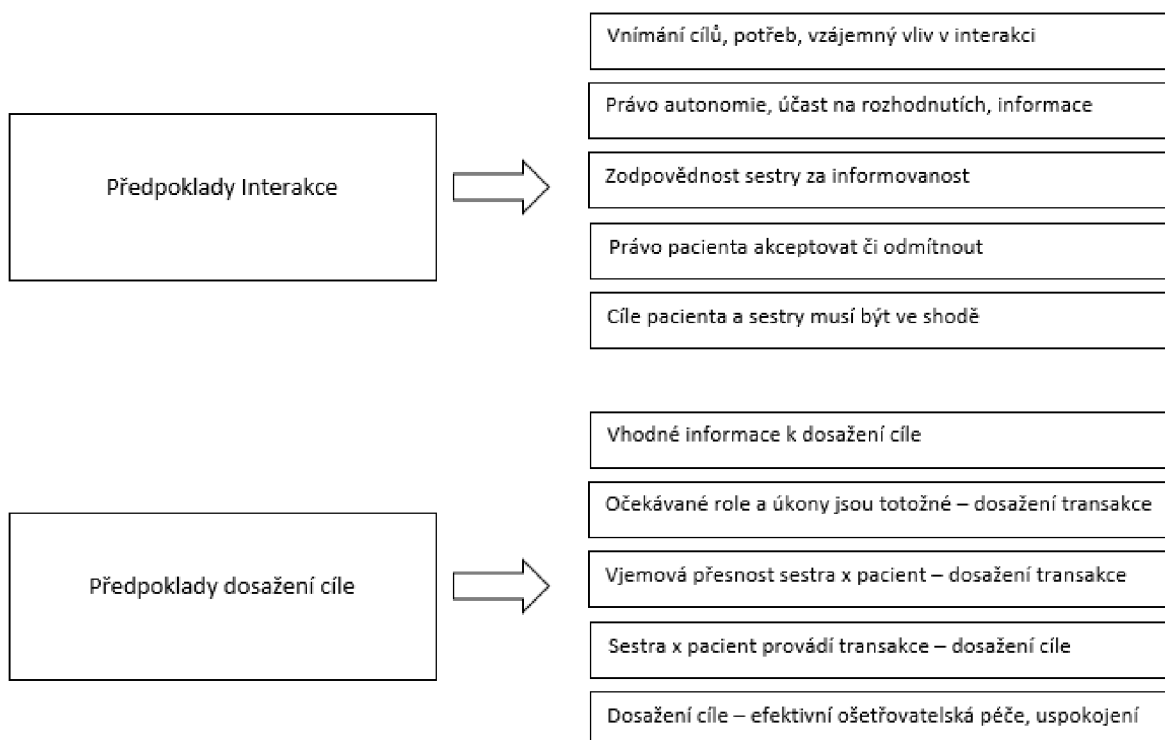 Předpoklady Interakce
Vnímání cílů, potřeb, vzájemný vliv v interakci
Právo autonomie, účast na rozhodnutích, informace
Zodpovědnost sestry za informovanost
Právo pacienta akceptovat či odmítnout
Cíle pacienta a sestry musí být ve shodě
Předpoklady dosažení cíle
Vhodné informace k dosažení cíle
Očekávané role a úkony jsou totožné – dosažení transakce
Vjemová přesnost sestra x pacient – dosažení transakce
Sestra x pacient provádí transakce – dosažení cíle
Dosažení cíle – efektivní ošetřovatelská péče, uspokojení